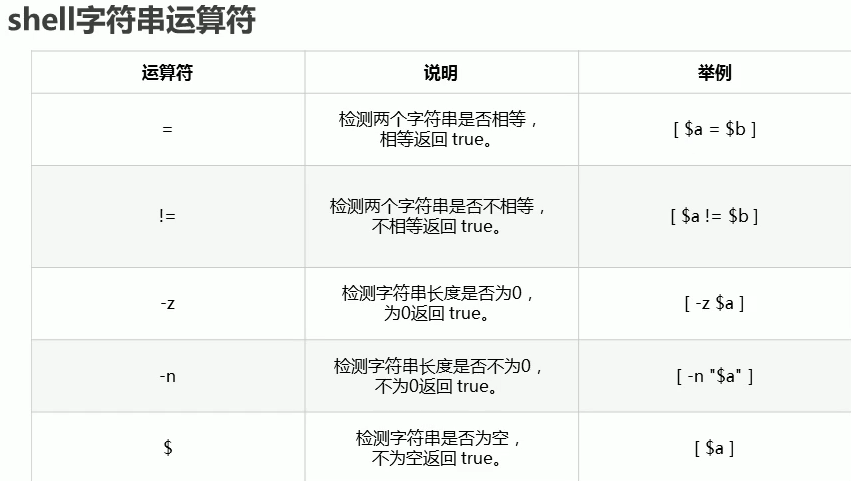 shell字符串运算符
运算符 说明 举例
= 检测两个字符串是否相等， [ $a = $b ]
相等返回 true。
!= 检测两个字符串是否不相等， [ $a != $b ]
不相等返回 true。
-z 检测字符串长度是否为0， [ -z $a ]
为0返回 true。
-n 检测字符串长度是否不为0， [ -n "$a" ]
不为0返回 true。
$ 检测字符串是否为空， [ $a ]
不为空返回 true。